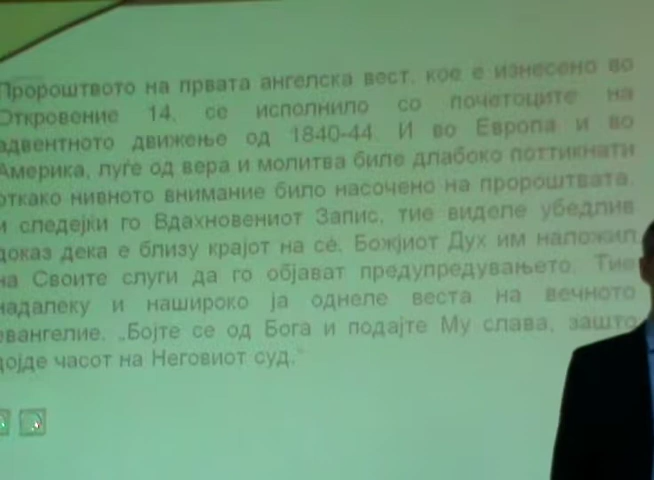 Пророштвото на првата ангелска вест, кое е изнесено во
Откровение 14, се исполнило со почетоците на
адвентното движење од 1840-44. И во Европа и во
Америка, луѓе од вера и молитва биле длабоко поттикнати
откако нивното внимание било насочено на пророштвата,
и следејќи го Вдахновениот Запис, тие виделе убедлив
доказ дека е близу крајот на сѐ. Божјиот Дух им наложил
на Своите слуги да го објават предупредувањето. Тие
надалеку и нашироко ја однеле веста на вечното
евангелие, „Бојте се од Бога и подајте Му слава, зашто
дојде часот на Неговиот суд.“